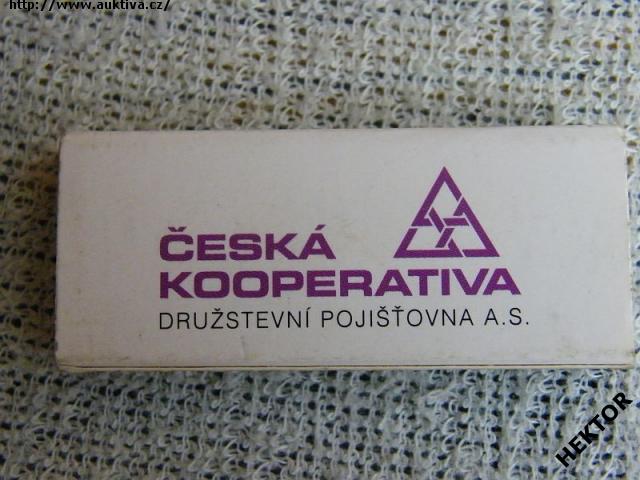 http://www.auktiva.cz/
ČESKÁ
KOOPERATIVA
DRUŽSTEVNÍ POJIŠŤOVNA A.S.
HEKTOR